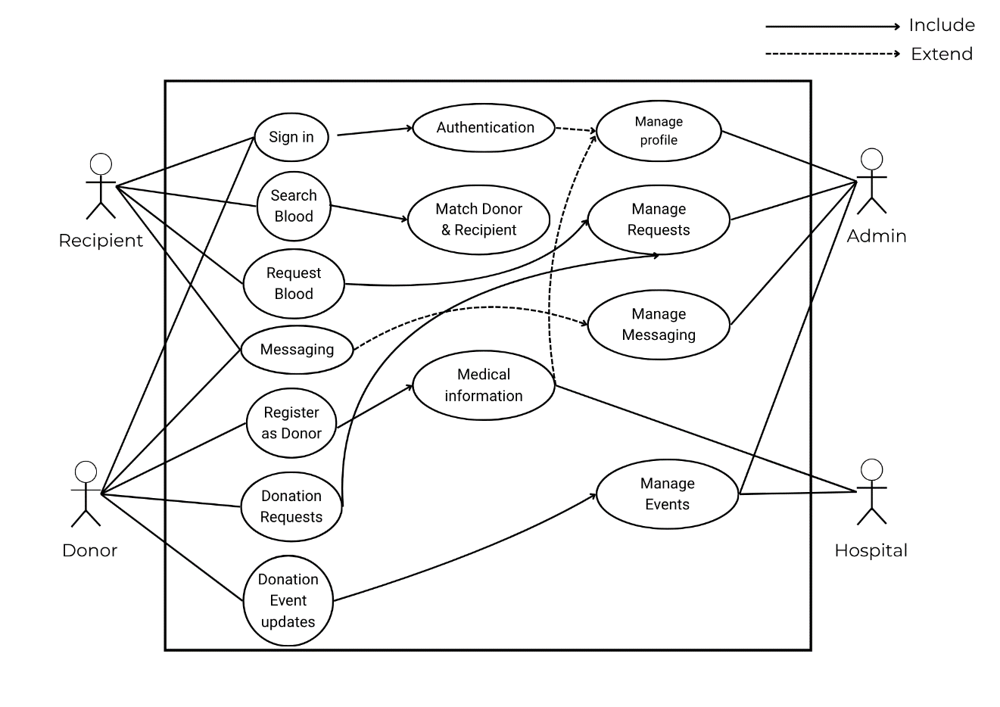 Include
Extend
Sign in
Authentication
Manage
profile
Search
Blood
Match Donor
& Recipient
Manage
Requests
Recipient
Admin
Request
Blood
Manage
Messaging
Messaging
Medical
information
Register
as Donor
Donation
Requests
Manage
Events
Donor
Hospital
Donation
Event
updates